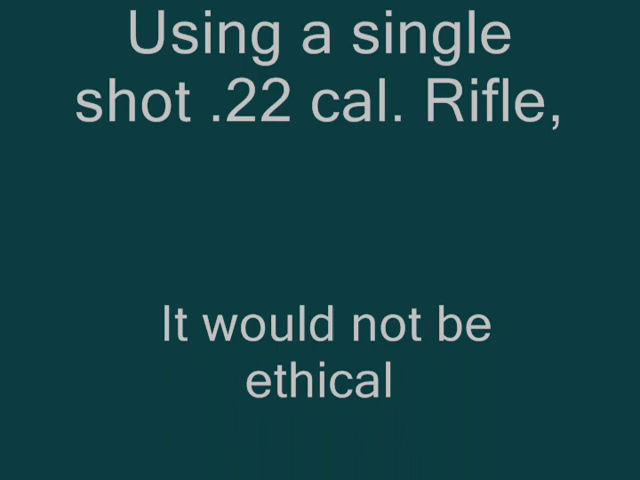 Using a single
shot .22 cal. Rifle,
It would not be
ethical